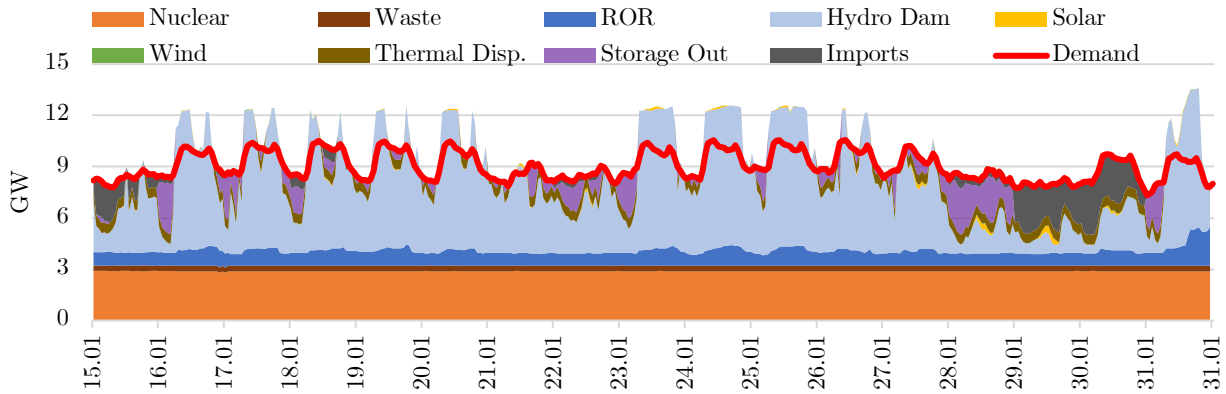 Nuclear Waste ROR Hydro Dam Solar
Wind Thermal Disp. Storage Out Imports Demand
15
12
9
6
3
0
GW
15.01 16.01 17.01 18.01 19.01 20.01 21.01 22.01 23.01 24.01 25.01 26.01 27.01 28.01 29.01 30.01 31.01